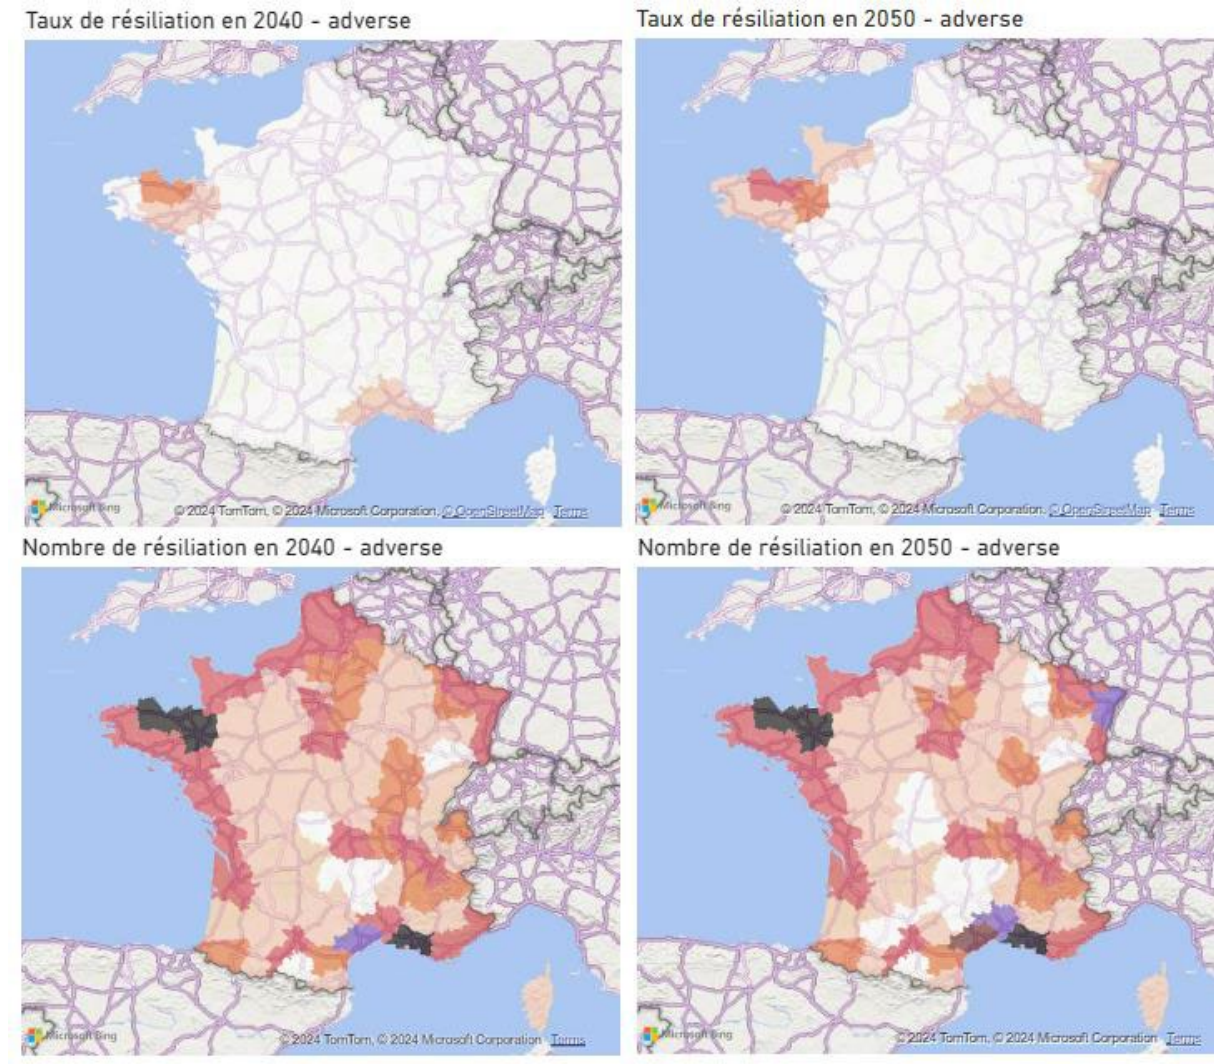 Taux de résiliation en 2040 - adverse
Taux de résiliation en 2050 - adverse
Microsoft Bing
© 2024 TomTom, © 2024 Microsoft Corporation, © OpenStreetMap Terms
Microsoft Bing
© 2024 TomTom, © 2024 Microsoft Corporation, © OpenStreetMap Terms
Nombre de résiliation en 2040 - adverse
Nombre de résiliation en 2050 - adverse
Microsoft Bing
© 2024 TomTom, © 2024 Microsoft Corporation Terms
Microsoft Bing
© 2024 TomTom, © 2024 Microsoft Corporation Terms